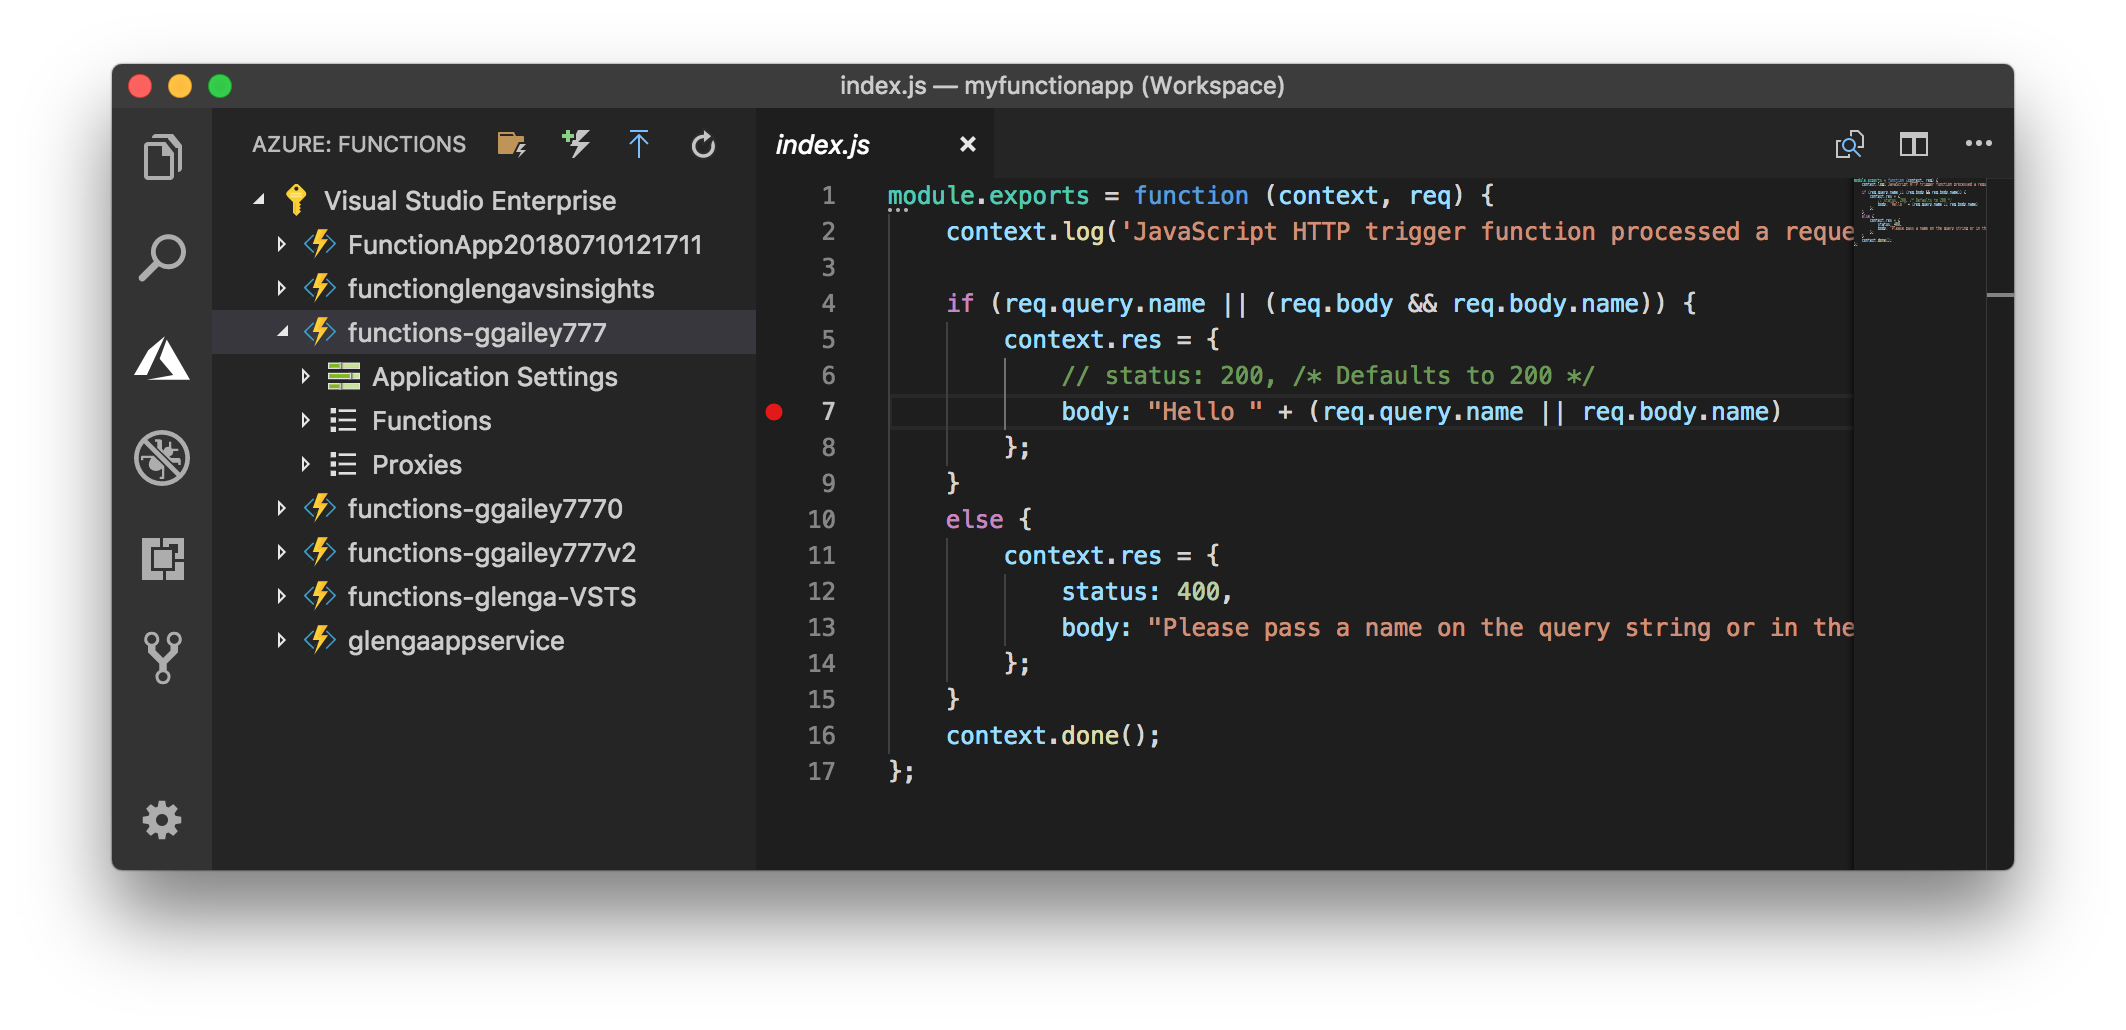 index.js — myfunctionapp (Workspace)
AZURE: FUNCTIONS
Visual Studio Enterprise
FunctionApp20180710121711
functionglengavsinsights
functions-ggailey777
Application Settings
Functions
Proxies
functions-ggailey7770
functions-ggailey777v2
functions-glenga-VSTS
glengaappservice
index.js
1 module.exports = function (context, req) {
2     context.log('JavaScript HTTP trigger function processed a reque
3
4     if (req.query.name || (req.body && req.body.name)) {
5         context.res = {
6             // status: 200, /* Defaults to 200 */
7             body: "Hello " + (req.query.name || req.body.name)
8         };
9     }
10     else {
11         context.res = {
12             status: 400,
13             body: "Please pass a name on the query string or in the
14         };
15     }
16     context.done();
17 };